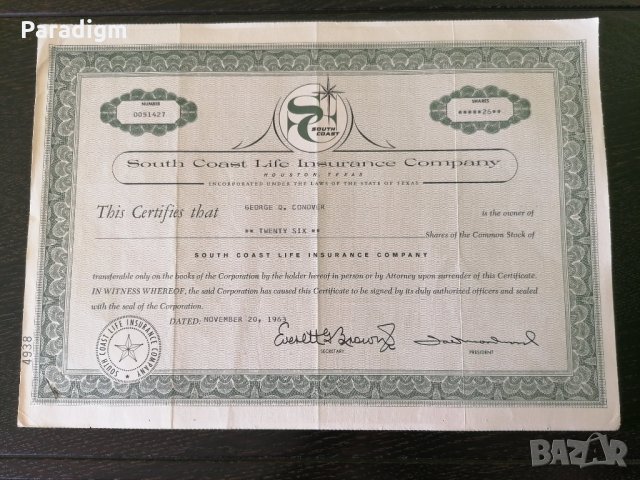 Paradigm
NUMBER
0051427
SHARES
*****26**
SC
SOUTH
COAST
South Coast Life Insurance Company
HOUSTON, TEXAS
INCORPORATED UNDER THE LAWS OF THE STATE OF TEXAS
This Certifies that GEORGE D. CONOVER is the owner of
** TWENTY SIX ** Shares of the Common Stock of
SOUTH COAST LIFE INSURANCE COMPANY
transferable only on the books of the Corporation by the holder hereof in person or by Attorney upon surrender of this Certificate.
IN WITNESS WHEREOF, the said Corporation has caused this Certificate to be signed by its duly authorized officers and sealed
with the seal of the Corporation.
DATED: NOVEMBER 20, 1963
Everett G Brown
SECRETARY
PRESIDENT
SOUTH COAST LIFE INSURANCE COMPANY
4938
BAZAR